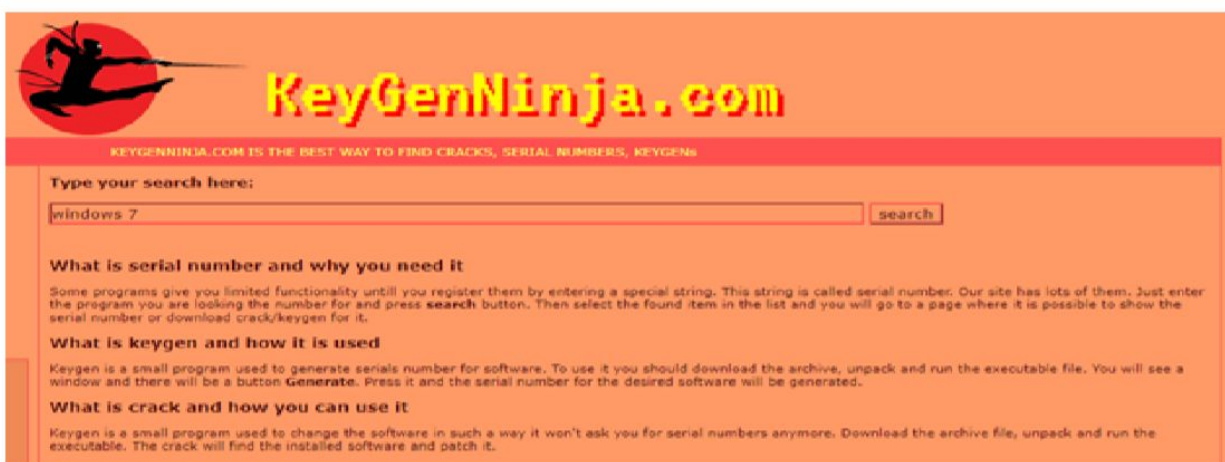 KeyGenNinja.com
KEYGENNINJA.COM IS THE BEST WAY TO FIND CRACKS, SERIAL NUMBERS, KEYGENs
Type your search here:
windows 7
search
What is serial number and why you need it
Some programs give you limited functionality untill you register them by entering a special string. This string is called serial number. Our site has lots of them. Just enter
the program you are looking the number for and press search button. Then select the found item in the list and you will go to a page where it is possible to show the
serial number or download crack/keygen for it.
What is keygen and how it is used
Keygen is a small program used to generate serials number for software. To use it you should download the archive, unpack and run the executable file. You will see a
window and there will be a button Generate. Press it and the serial number for the desired software will be generated.
What is crack and how you can use it
Keygen is a small program used to change the software in such a way it won't ask you for serial numbers anymore. Download the archive file, unpack and run the
executable. The crack will find the installed software and patch it.